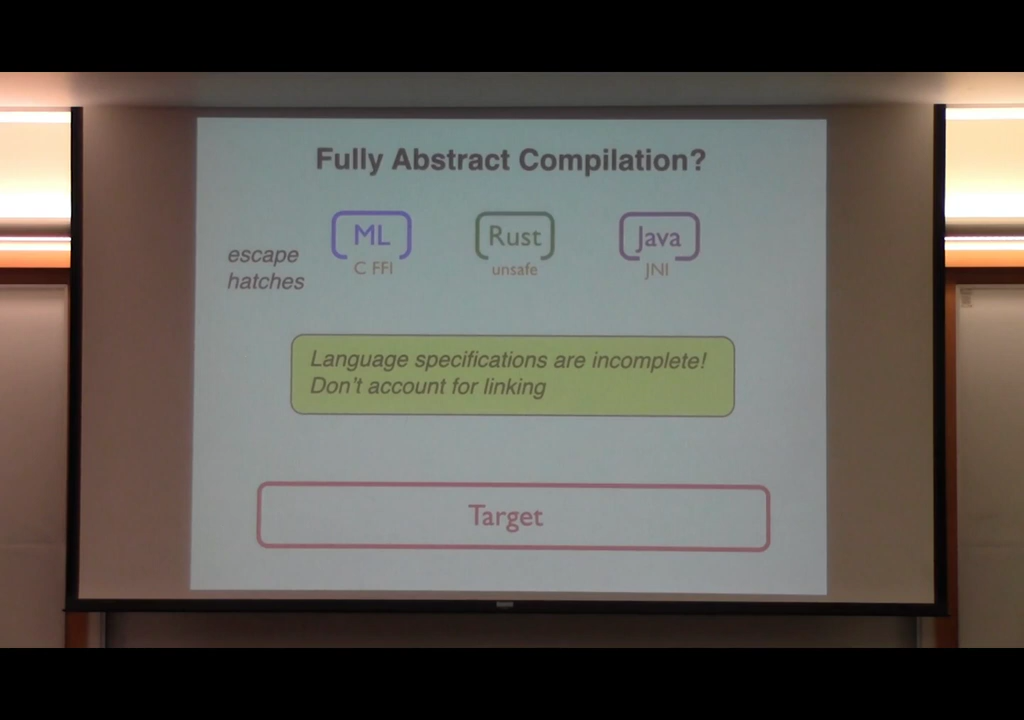 Fully Abstract Compilation?
ML
Rust
Java
escape
hatches
C FFI
unsafe
JNI
Language specifications are incomplete!
Don't account for linking
Target